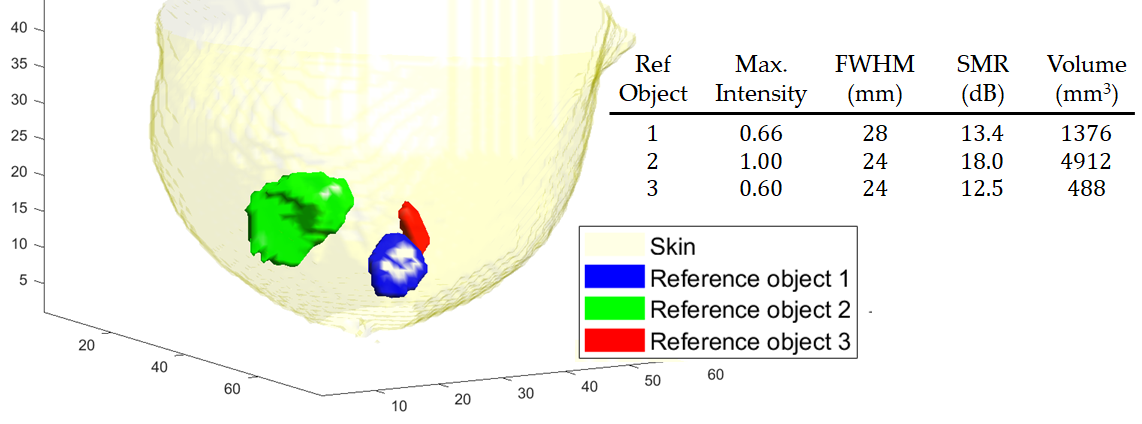 40
35
30
25
20
15
10
5
20
40
60
10
20
30
40
50
60
Ref Max. FWHM SMR Volume
Object Intensity (mm) (dB) (mm³)
1 0.66 28 13.4 1376
2 1.00 24 18.0 4912
3 0.60 24 12.5 488
Skin
Reference object 1
Reference object 2
Reference object 3